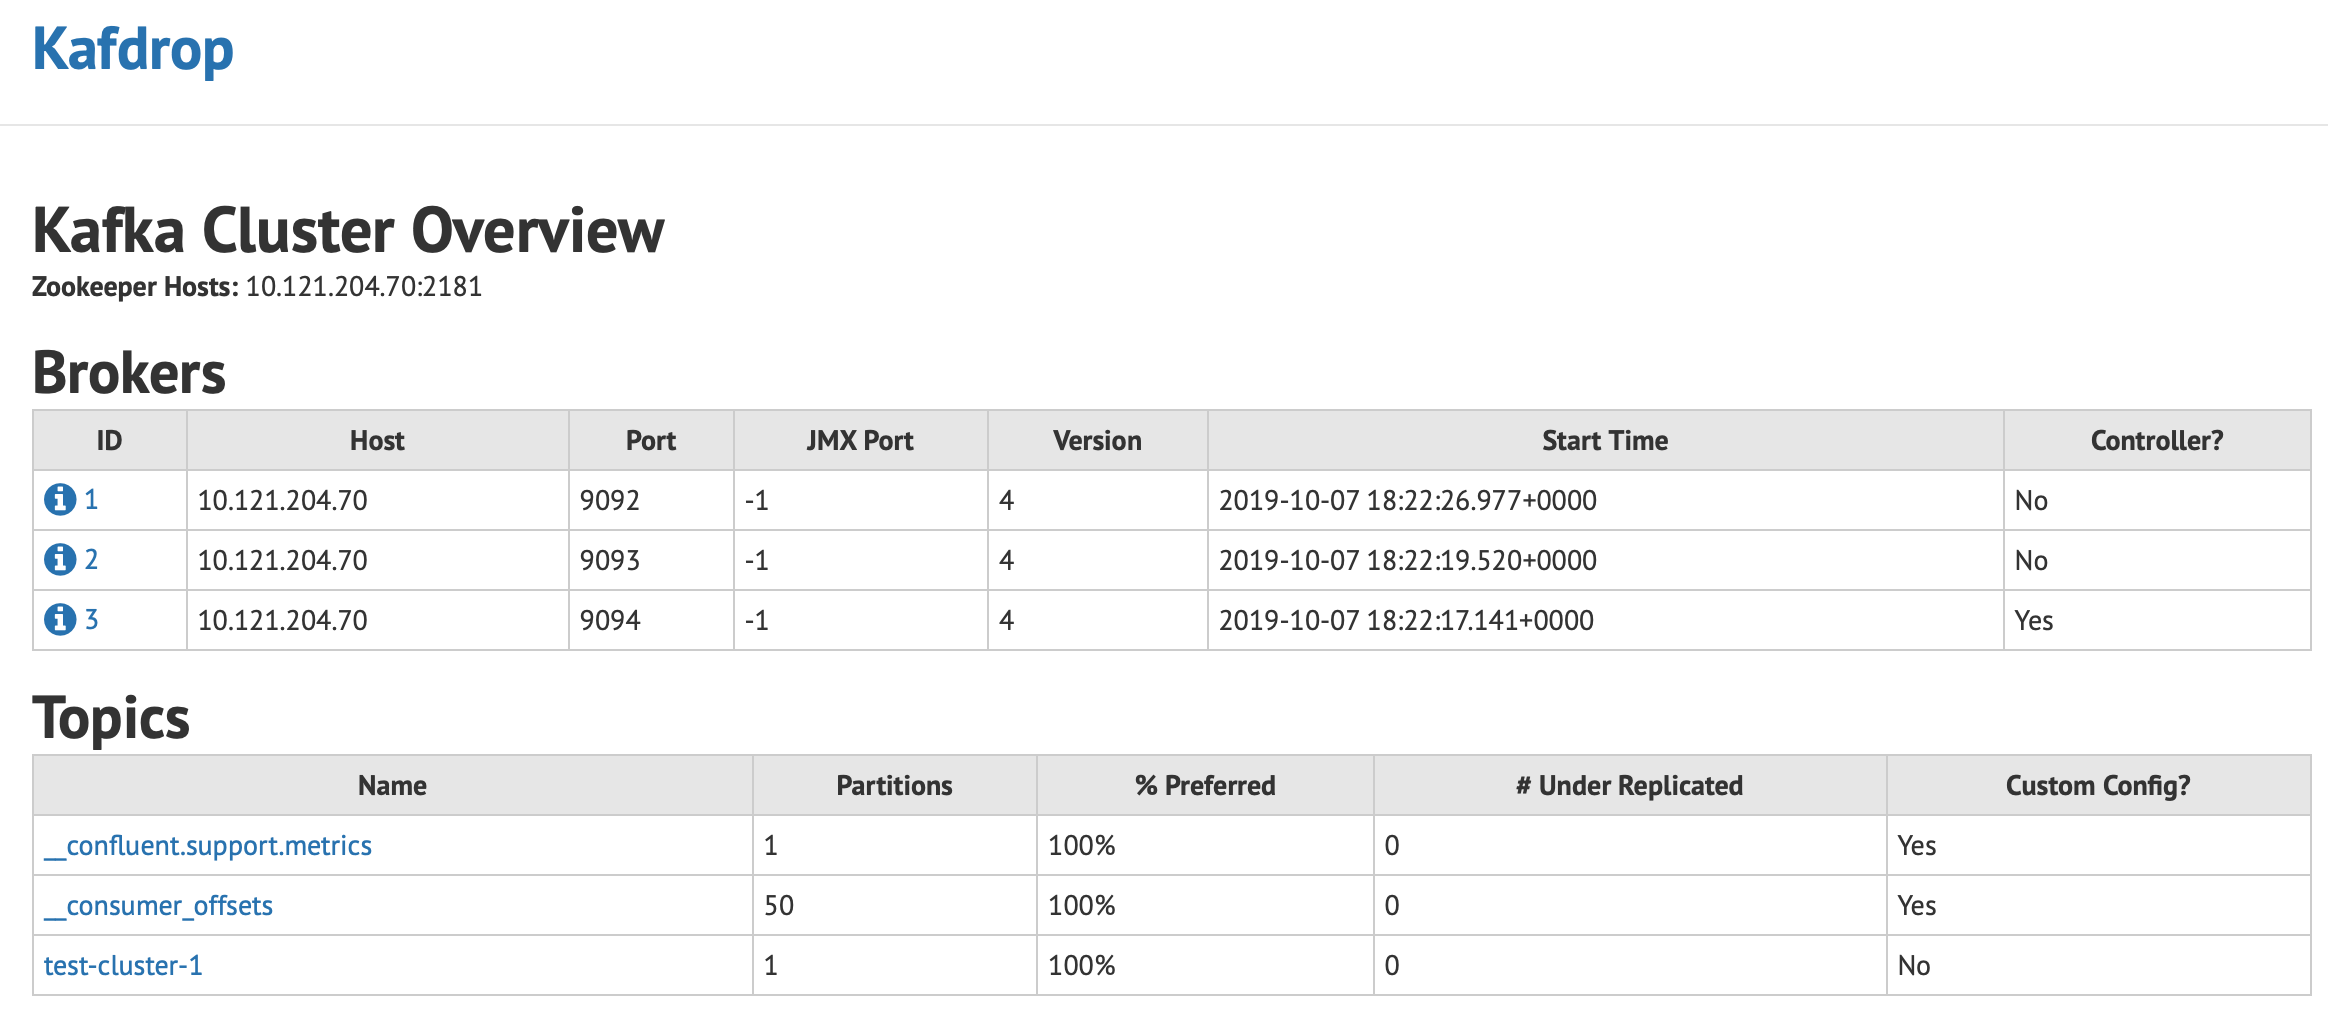 Kafdrop
Kafka Cluster Overview
Zookeeper Hosts: 10.121.204.70:2181
Brokers
ID Host Port JMX Port Version Start Time Controller?
1 10.121.204.70 9092 -1 4 2019-10-07 18:22:26.977+0000 No
2 10.121.204.70 9093 -1 4 2019-10-07 18:22:19.520+0000 No
3 10.121.204.70 9094 -1 4 2019-10-07 18:22:17.141+0000 Yes
Topics
Name Partitions % Preferred # Under Replicated Custom Config?
__confluent.support.metrics 1 100% 0 Yes
__consumer_offsets 50 100% 0 Yes
test-cluster-1 1 100% 0 No